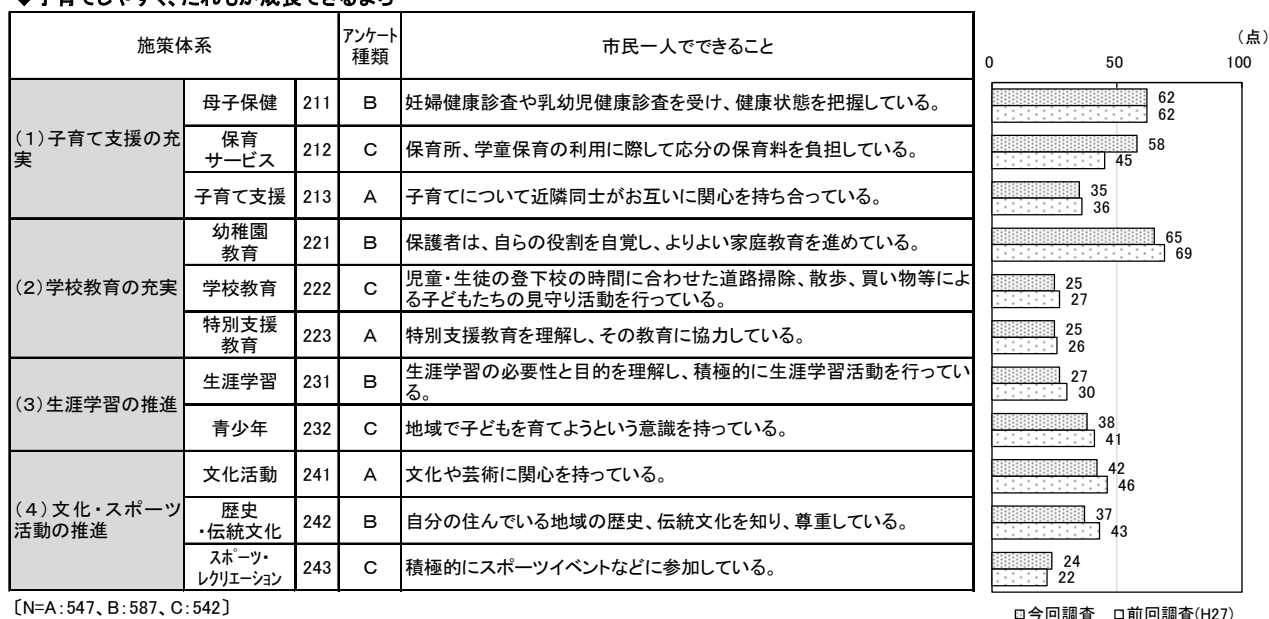 ◆子育てしやすく、だれもが成長できるまち
施策体系
アンケート
種類
市民一人でできること
(点)
0 50 100
(1)子育て支援の充
実
母子保健 211 B 妊婦健康診査や乳幼児健康診査を受け、健康状態を把握している。
62
62
保育
サービス
212 C 保育所、学童保育の利用に際して応分の保育料を負担している。
58
45
子育て支援 213 A 子育てについて近隣同士がお互いに関心を持ち合っている。
35
36
(2)学校教育の充実
幼稚園
教育
221 B 保護者は、自らの役割を自覚し、よりよい家庭教育を進めている。
65
69
学校教育 222 C
児童・生徒の登下校の時間に合わせた道路掃除、散歩、買い物等によ
る子どもたちの見守り活動を行っている。
25
27
特別支援
教育
223 A 特別支援教育を理解し、その教育に協力している。
25
26
(3)生涯学習の推進
生涯学習 231 B
生涯学習の必要性と目的を理解し、積極的に生涯学習活動を行ってい
る。
27
30
青少年 232 C 地域で子どもを育てようという意識を持っている。
38
41
(4)文化・スポーツ
活動の推進
文化活動 241 A 文化や芸術に関心を持っている。
42
46
歴史
・伝統文化
242 B 自分の住んでいる地域の歴史、伝統文化を知り、尊重している。
37
43
スポーツ・
レクリエーション
243 C 積極的にスポーツイベントなどに参加している。
24
22
〔N=A:547、B:587、C:542〕
今回調査 前回調査(H27)